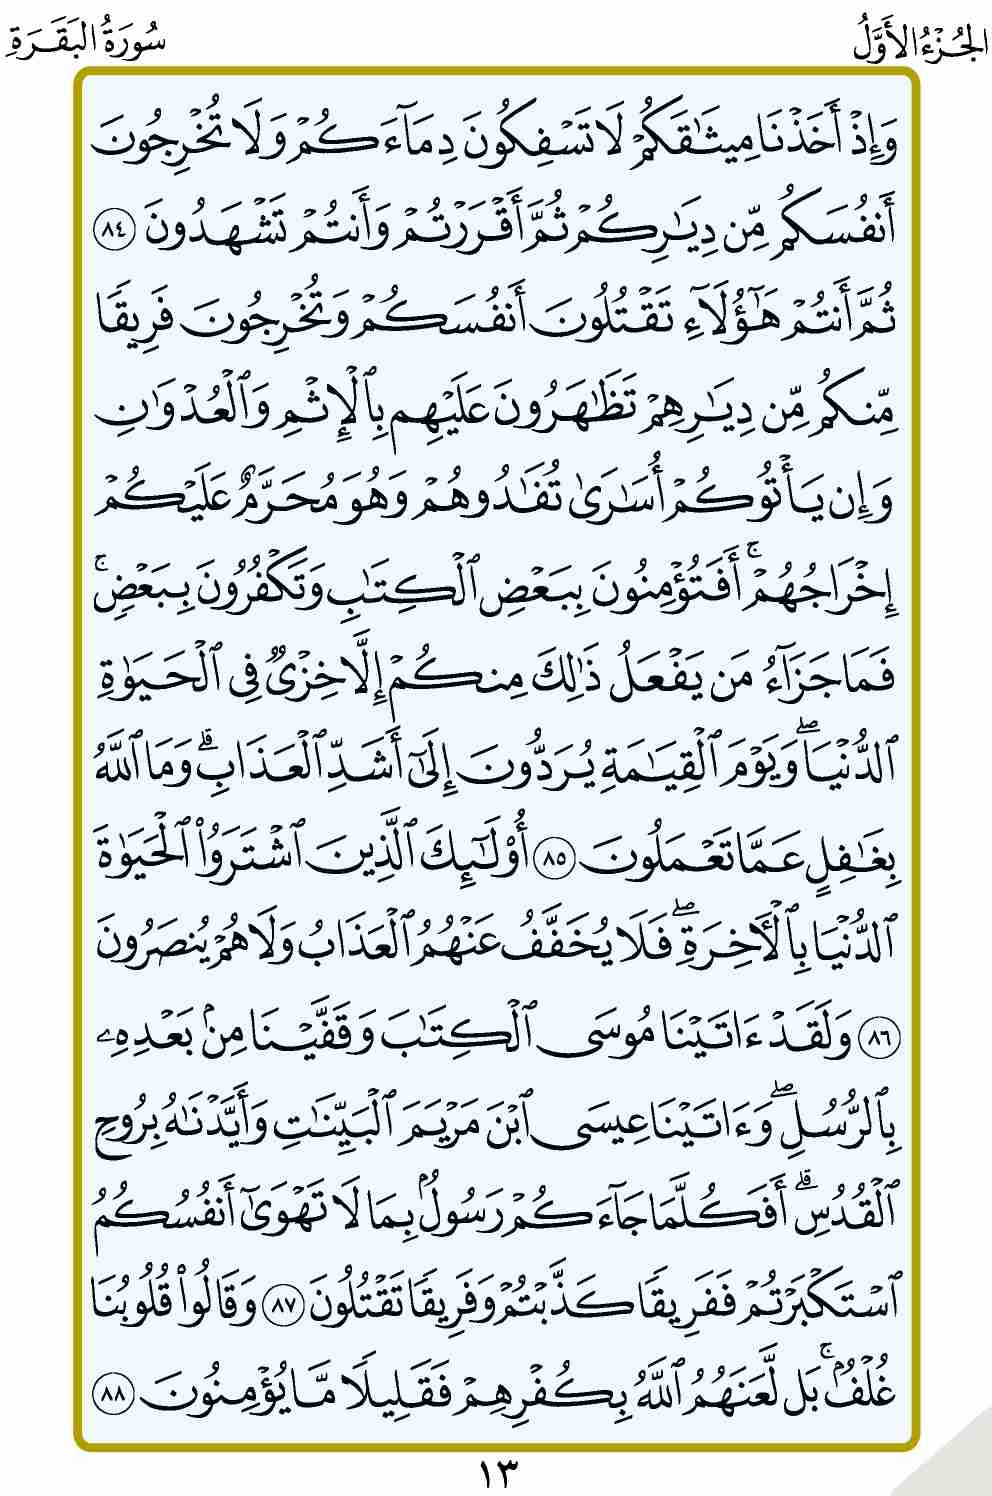 الجُزْءُ الأَوَّلُ
سُورَةُ البَقَرَةِ
وَإِذْ أَخَذْنَا مِيثَٰقَكُمْ لَا تَسْفِكُونَ دِمَآءَكُمْ وَلَا تُخْرِجُونَ
أَنفُسَكُم مِّن دِيَٰرِكُمْ ثُمَّ أَقْرَرْتُمْ وَأَنتُمْ تَشْهَدُونَ ٨٤
ثُمَّ أَنتُمْ هَٰٓؤُلَآءِ تَقْتُلُونَ أَنفُسَكُمْ وَتُخْرِجُونَ فَرِيقًا
مِّنكُم مِّن دِيَٰرِهِمْ تَظَٰهَرُونَ عَلَيْهِم بِٱلْإِثْمِ وَٱلْعُدْوَٰنِ
وَإِن يَأْتُوكُمْ أُسَٰرَىٰ تُفَٰدُوهُمْ وَهُوَ مُحَرَّمٌ عَلَيْكُمْ
إِخْرَاجُهُمْ ۚ أَفَتُؤْمِنُونَ بِبَعْضِ ٱلْكِتَٰبِ وَتَكْفُرُونَ بِبَعْضٍ ۚ
فَمَا جَزَآءُ مَن يَفْعَلُ ذَٰلِكَ مِنكُمْ إِلَّا خِزْىٌ فِى ٱلْحَيَوٰةِ
ٱلدُّنْيَا ۖ وَيَوْمَ ٱلْقِيَٰمَةِ يُرَدُّونَ إِلَىٰٓ أَشَدِّ ٱلْعَذَابِ ۗ وَمَا ٱللَّهُ
بِغَٰفِلٍ عَمَّا تَعْمَلُونَ ٨٥ أُو۟لَٰٓئِكَ ٱلَّذِينَ ٱشْتَرَوُا۟ ٱلْحَيَوٰةَ
ٱلدُّنْيَا بِٱلْءَاخِرَةِ ۖ فَلَا يُخَفَّفُ عَنْهُمُ ٱلْعَذَابُ وَلَا هُمْ يُنصَرُونَ
٨٦ وَلَقَدْ ءَاتَيْنَا مُوسَى ٱلْكِتَٰبَ وَقَفَّيْنَا مِنۢ بَعْدِهِۦ
بِٱلرُّسُلِ ۖ وَءَاتَيْنَا عِيسَى ٱبْنَ مَرْيَمَ ٱلْبَيِّنَٰتِ وَأَيَّدْنَٰهُ بِرُوحِ
ٱلْقُدُسِ ۗ أَفَكُلَّمَا جَآءَكُمْ رَسُولٌۢ بِمَا لَا تَهْوَىٰٓ أَنفُسُكُمُ
ٱسْتَكْبَرْتُمْ فَفَرِيقًا كَذَّبْتُمْ وَفَرِيقًا تَقْتُلُونَ ٨٧ وَقَالُوا۟ قُلُوبُنَا
غُلْفٌۢ ۚ بَل لَّعَنَهُمُ ٱللَّهُ بِكُفْرِهِمْ فَقَلِيلًا مَّا يُؤْمِنُونَ ٨٨
١٣